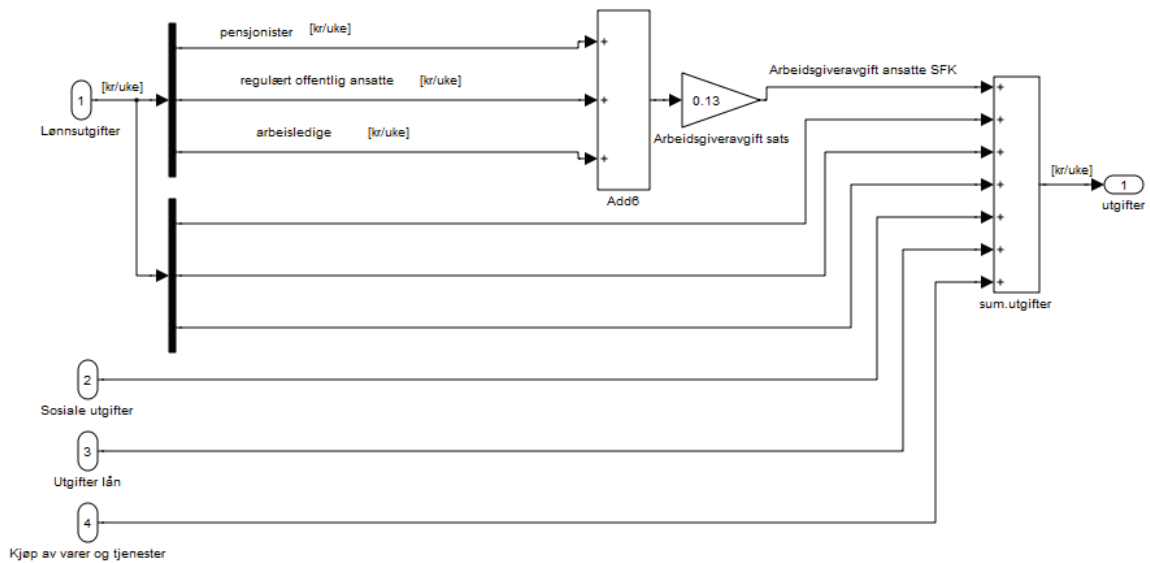 pensjonister [kr/uke]
[kr/uke]
1
Lønnsutgifter
regulært offentlig ansatte [kr/uke]
arbeisledige [kr/uke]
+
+
+
Add6
0.13
Arbeidsgiveravgift sats
Arbeidsgiveravgift ansatte SFK
+
+
+
+
+
+
+
sum.utgifter
[kr/uke]
1
utgifter
2
Sosiale utgifter
3
Utgifter lån
4
Kjøp av varer og tjenester